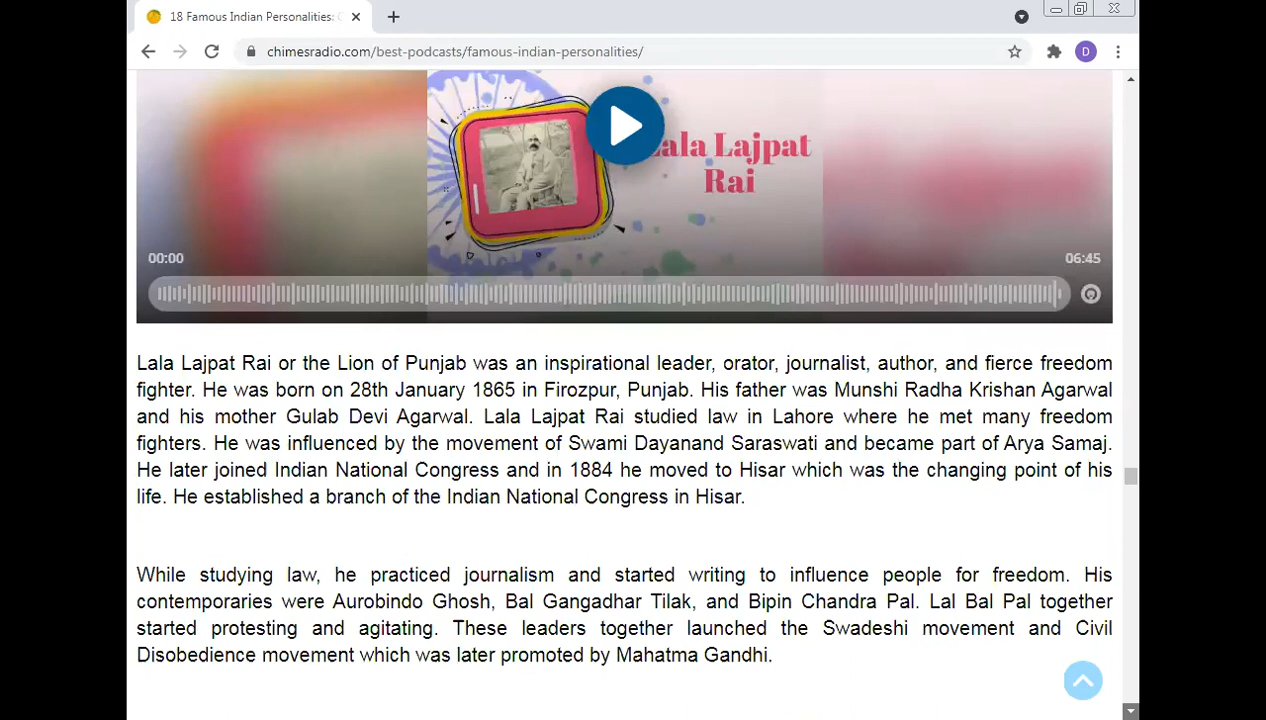 18 Famous Indian Personalities:
chimesradio.com/best-podcasts/famous-indian-personalities/
D
Lala Lajpat
Rai
00:00
06:45
Lala Lajpat Rai or the Lion of Punjab was an inspirational leader, orator, journalist, author, and fierce freedom
fighter. He was born on 28th January 1865 in Firozpur, Punjab. His father was Munshi Radha Krishan Agarwal
and his mother Gulab Devi Agarwal. Lala Lajpat Rai studied law in Lahore where he met many freedom
fighters. He was influenced by the movement of Swami Dayanand Saraswati and became part of Arya Samaj.
He later joined Indian National Congress and in 1884 he moved to Hisar which was the changing point of his
life. He established a branch of the Indian National Congress in Hisar.
While studying law, he practiced journalism and started writing to influence people for freedom. His
contemporaries were Aurobindo Ghosh, Bal Gangadhar Tilak, and Bipin Chandra Pal. Lal Bal Pal together
started protesting and agitating. These leaders together launched the Swadeshi movement and Civil
Disobedience movement which was later promoted by Mahatma Gandhi.